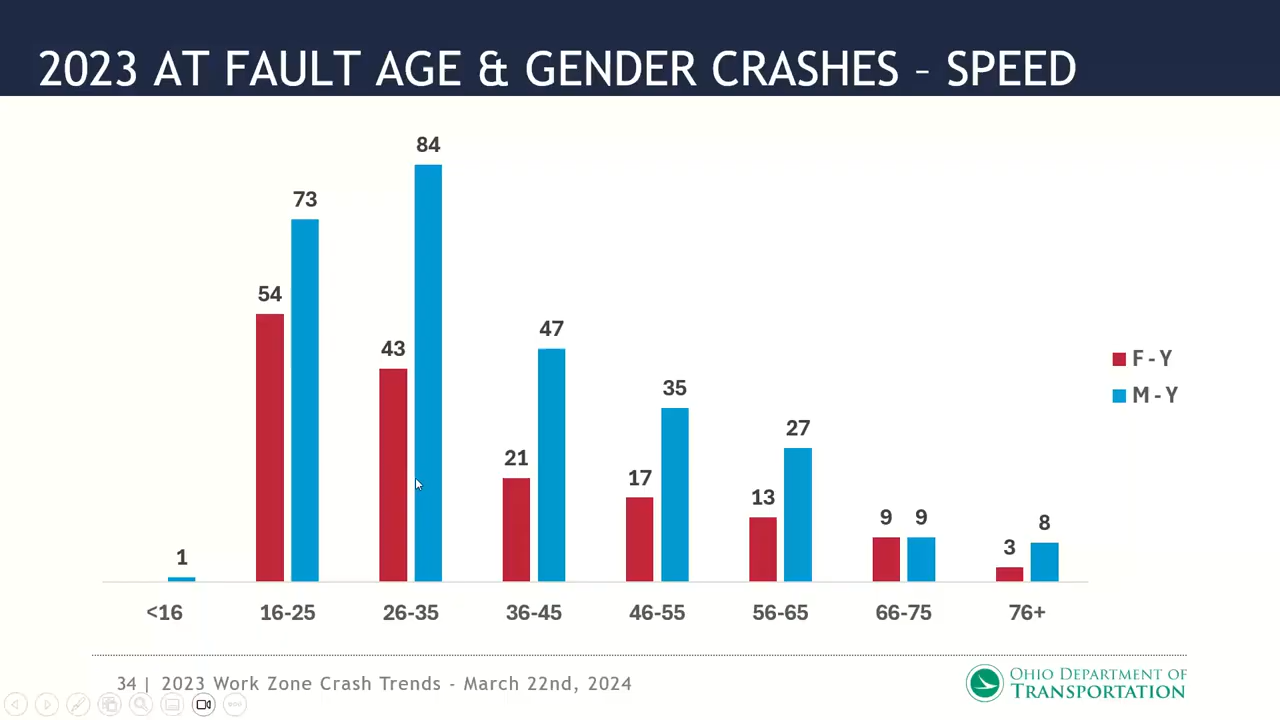 2023 AT FAULT AGE & GENDER CRASHES – SPEED
84
73
54
43
47
21
35
17
27
13
9 9
8
3
1
F - Y
M - Y
<16 16-25 26-35 36-45 46-55 56-65 66-75 76+
34 | 2023 Work Zone Crash Trends - March 22nd, 2024
OHIO DEPARTMENT OF
TRANSPORTATION